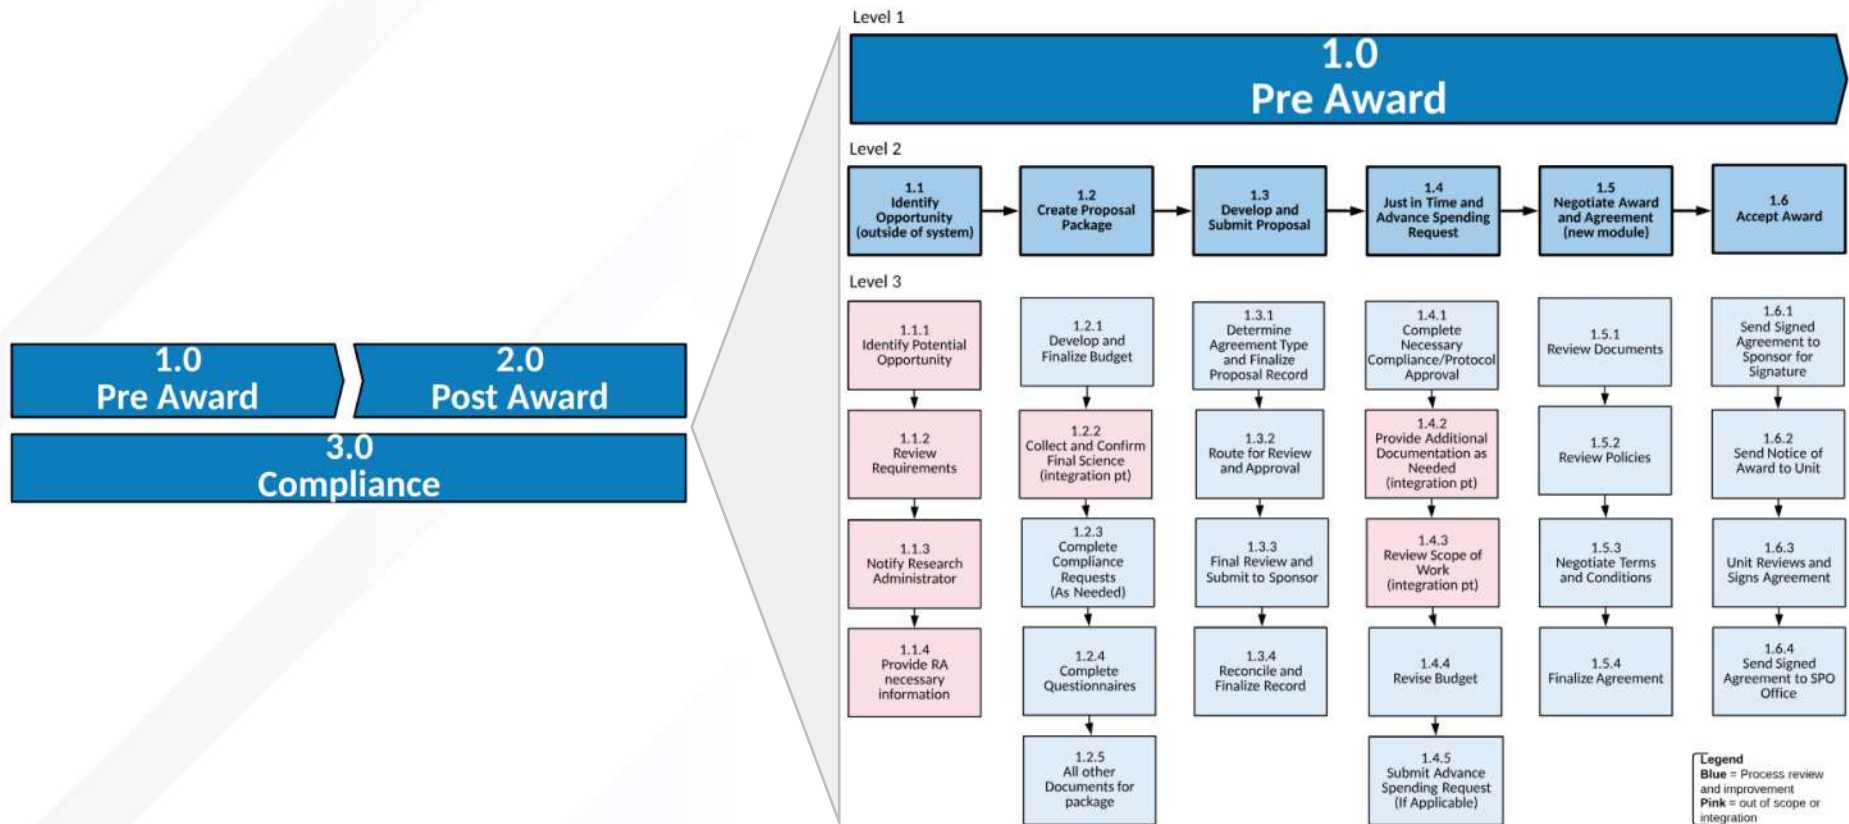 1.0
Pre Award
2.0
Post Award
3.0
Compliance
Level 1
1.0
Pre Award
Level 2
1.1
Identify
Opportunity
(outside of system)
1.2
Create Proposal
Package
1.3
Develop and
Submit Proposal
1.4
Just in Time and
Advance Spending
Request
1.5
Negotiate Award
and Agreement
(new module)
1.6
Accept Award
Level 3
1.1.1
Identify Potential
Opportunity
1.1.2
Review
Requirements
1.1.3
Notify Research
Administrator
1.1.4
Provide RA
necessary
information
1.2.1
Develop and
Finalize Budget
1.2.2
Collect and Confirm
Final Science
(integration pt)
1.2.3
Complete
Compliance
Requests
(As Needed)
1.2.4
Complete
Questionnaires
1.2.5
All other
Documents for
package
1.3.1
Determine
Agreement Type
and Finalize
Proposal Record
1.3.2
Route for Review
and Approval
1.3.3
Final Review and
Submit to Sponsor
1.3.4
Reconcile and
Finalize Record
1.4.1
Complete
Necessary
Compliance/Protocol
Approval
1.4.2
Provide Additional
Documentation as
Needed
(integration pt)
1.4.3
Review Scope of
Work
(integration pt)
1.4.4
Revise Budget
1.4.5
Submit Advance
Spending Request
(If Applicable)
1.5.1
Review Documents
1.5.2
Review Policies
1.5.3
Negotiate Terms
and Conditions
1.5.4
Finalize Agreement
1.6.1
Send Signed
Agreement to
Sponsor for
Signature
1.6.2
Send Notice of
Award to Unit
1.6.3
Unit Reviews and
Signs Agreement
1.6.4
Send Signed
Agreement to SPO
Office
Legend
Blue = Process review
and improvement
Pink = out of scope or
integration